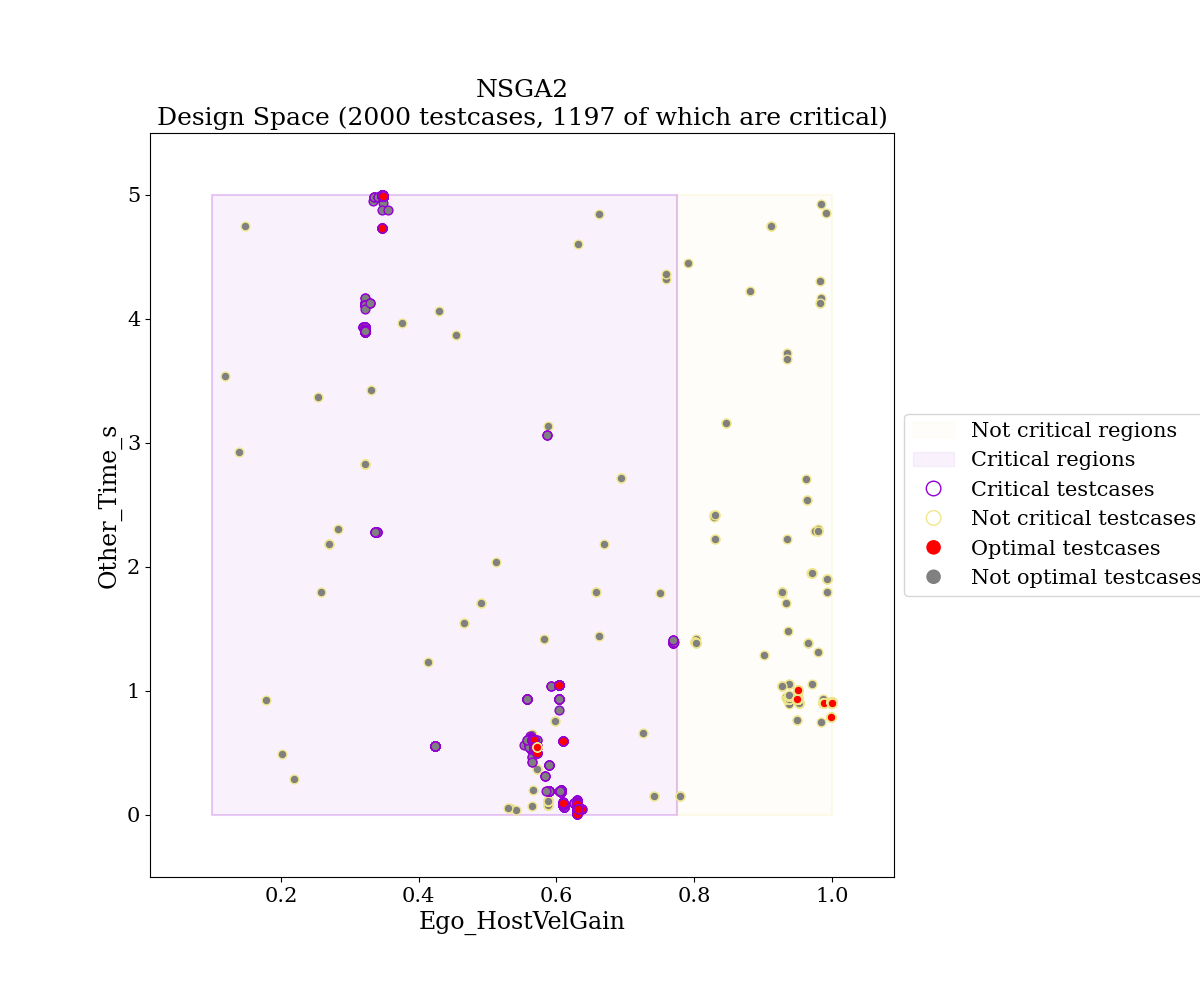 NSGA2
Design Space (2000 testcases, 1197 of which are critical)
Other_Time_s
5
4
3
2
1
0
0.2
0.4
0.6
0.8
1.0
Ego_HostVelGain
Not critical regions
Critical regions
Critical testcases
Not critical testcases
Optimal testcases
Not optimal testcases